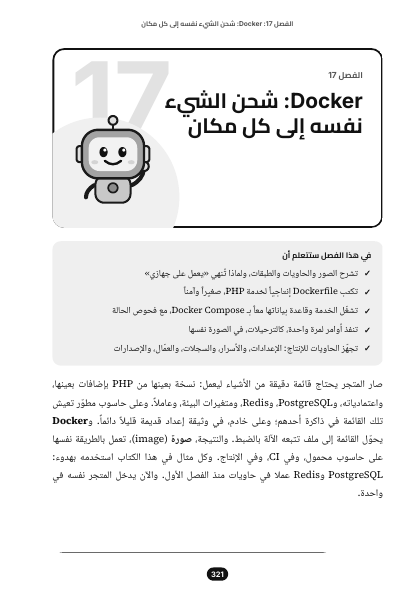 الفصل 17: Docker: شحن الشيء نفسه إلى كل مكان
17
الفصل 17
Docker: شحن الشيء
نفسه إلى كل مكان
في هذا الفصل ستتعلم أن
✓ تشرح الصور والحاويات والطبقات، ولماذا تُنهي «يعمل على جهازي»
✓ تكتب Dockerfile إنتاجياً لخدمة PHP، صغيراً وآمناً
✓ تشغّل الخدمة وقاعدة بياناتها معاً بـ Docker Compose، مع فحوص الحالة
✓ تنفذ أوامر لمرة واحدة، كالترحيلات، في الصورة نفسها
✓ تجهّز الحاويات للإنتاج: الإعدادات، والأسرار، والسجلات، والعمّال، والإصدارات
صار المتجر يحتاج قائمة دقيقة من الأشياء ليعمل: نسخة بعينها من PHP بإضافات بعينها،
واعتمادياته، وPostgreSQL، وRedis، ومتغيرات البيئة، وعاملاً. وعلى حاسوب مطوّر تعيش
تلك القائمة في ذاكرة أحدهم؛ وعلى خادم، في وثيقة إعداد قديمة قليلاً دائماً. وDocker
يحوّل القائمة إلى ملف تتبعه الآلة بالضبط. والنتيجة، صورة (image)، تعمل بالطريقة نفسها
على حاسوب محمول، وفي CI، وفي الإنتاج. وكل مثال في هذا الكتاب استخدمه بهدوء:
PostgreSQL وRedis عملا في حاويات منذ الفصل الأول. والآن يدخل المتجر نفسه في
واحدة.
321